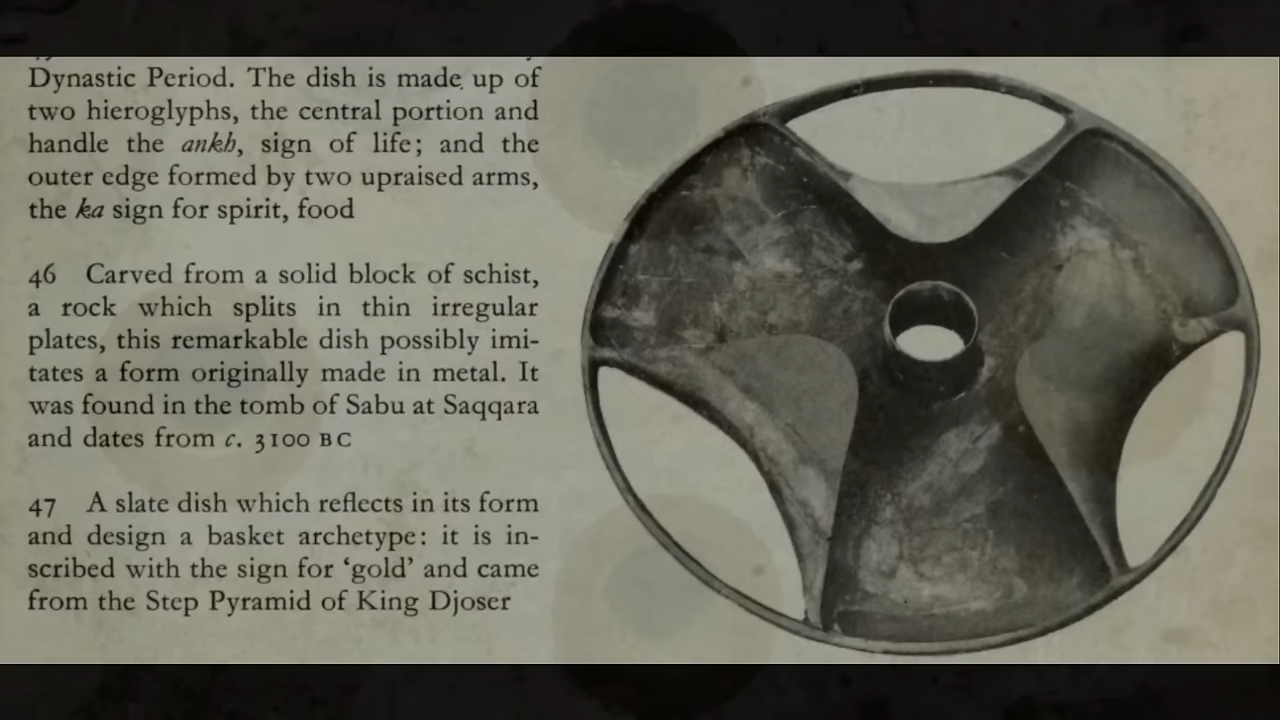 Dynastic Period. The dish is made up of
two hieroglyphs, the central portion and
handle the ankh, sign of life; and the
outer edge formed by two upraised arms,
the ka sign for spirit, food
46 Carved from a solid block of schist,
a rock which splits in thin irregular
plates, this remarkable dish possibly imi-
tates a form originally made in metal. It
was found in the tomb of Sabu at Saqqara
and dates from c. 3100 BC
47 A slate dish which reflects in its form
and design a basket archetype: it is in-
scribed with the sign for ‘gold’ and came
from the Step Pyramid of King Djoser